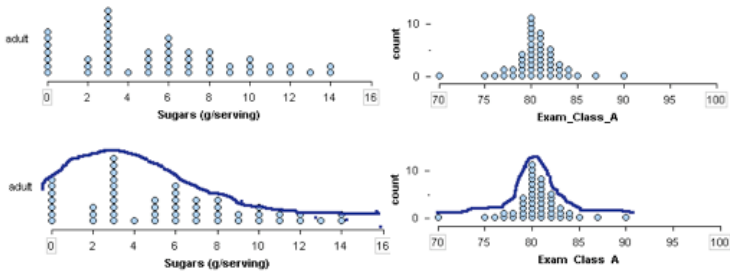 adult
0 2 4 6 8 10 12 14 16
Sugars (g/serving)
count
10
0
70 75 80 85 90 95 100
Exam_Class_A
adult
0 2 4 6 8 10 12 14 16
Sugars (g/serving)
count
10
0
70 75 80 85 90 95 100
Exam_Class_A